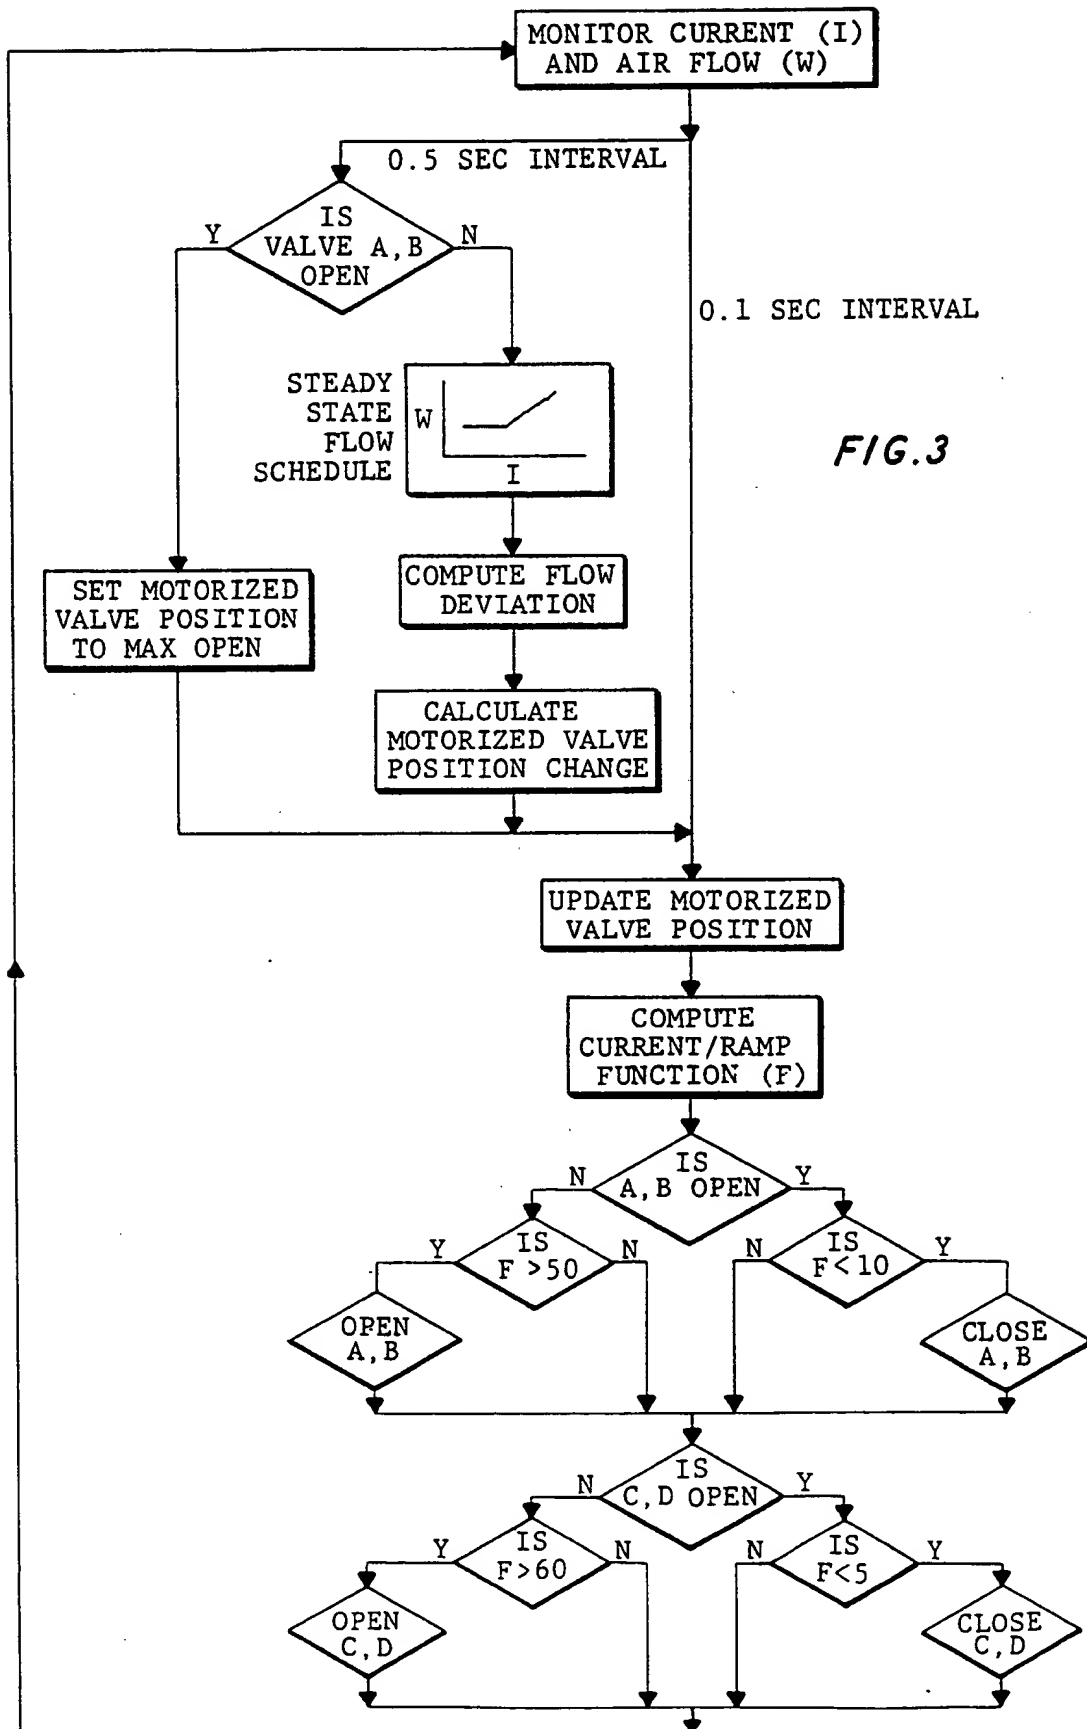 MONITOR CURRENT (I)
AND AIR FLOW (W)
0.5 SEC INTERVAL
IS
VALVE A,B
OPEN
Y
N
0.1 SEC INTERVAL
STEADY
STATE
FLOW
SCHEDULE
W
I
FIG.3
SET MOTORIZED
VALVE POSITION
TO MAX OPEN
COMPUTE FLOW
DEVIATION
CALCULATE
MOTORIZED VALVE
POSITION CHANGE
UPDATE MOTORIZED
VALVE POSITION
COMPUTE
CURRENT/RAMP
FUNCTION (F)
IS
A,B OPEN
N
Y
IS
F >50
Y
N
IS
F<10
N
Y
OPEN
A,B
CLOSE
A,B
IS
C,D OPEN
N
Y
IS
F>60
Y
N
IS
F<5
N
Y
OPEN
C,D
CLOSE
C,D